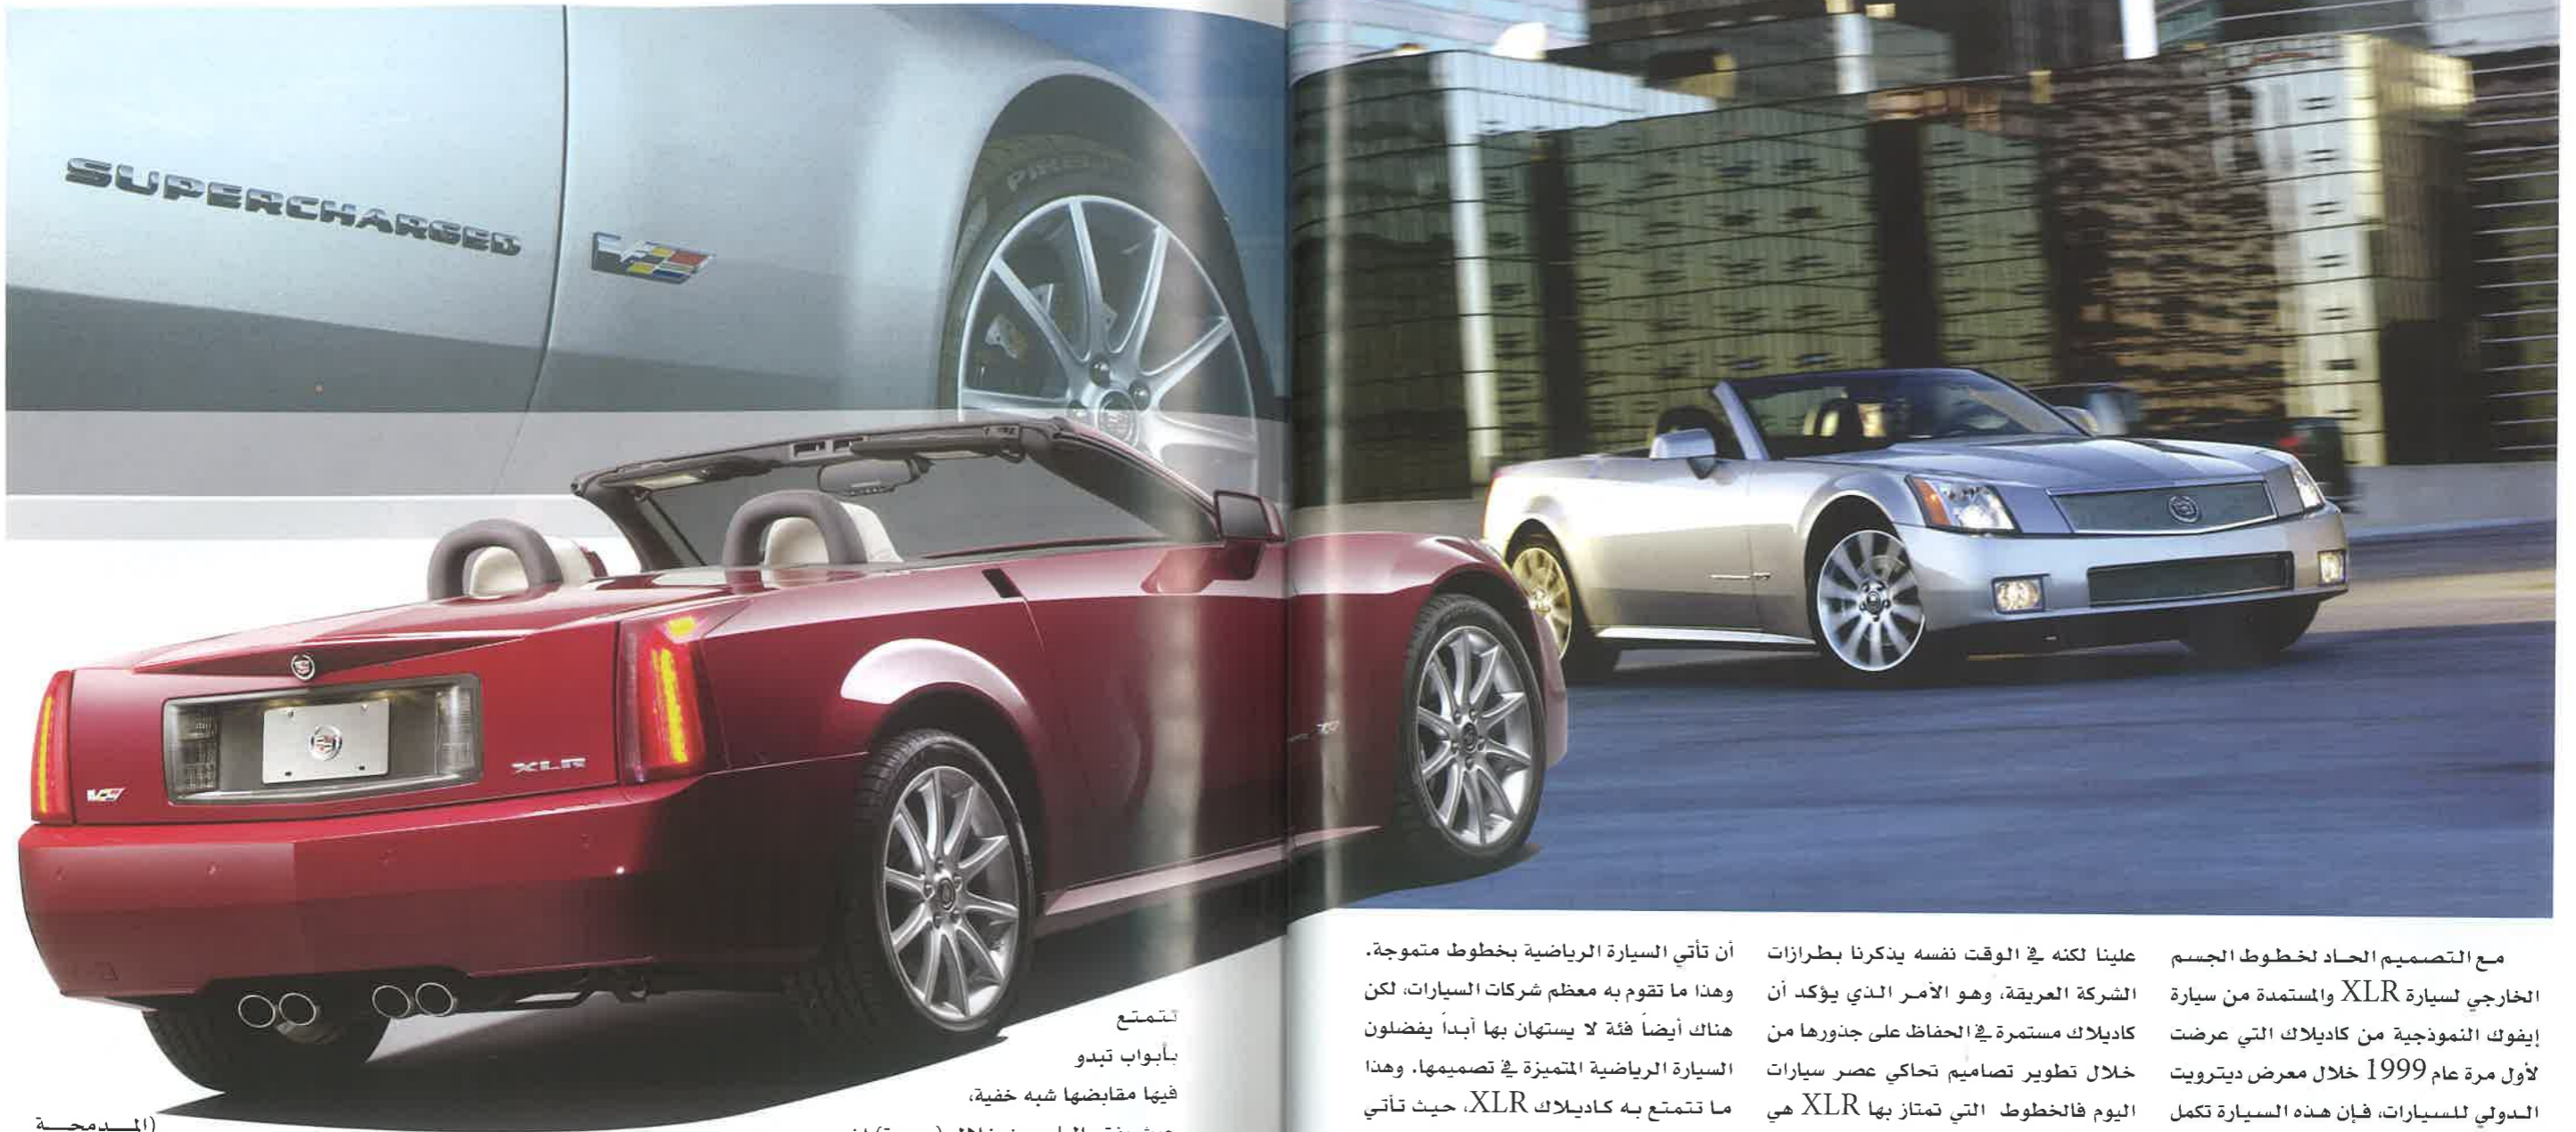 SUPERCHARGED
V
PIRELLI
XLR
V
مع التصميم الحاد لخطوط الجسم
الخارجي لسيارة XLR والمستمدة من سيارة
إيفوك النموذجية من كاديلاك التي عرضت
لأول مرة عام 1999 خلال معرض ديترويت
الدولي للسيارات، فإن هذه السيارة تكمل
علينا لكنه في الوقت نفسه يذكرنا بطرازات
الشركة العريقة، وهو الأمر الذي يؤكد أن
كاديلاك مستمرة في الحفاظ على جذورها من
خلال تطوير تصاميم تحاكي عصر سيارات
اليوم فالخطوط التي تمتاز بها XLR هي
أن تأتي السيارة الرياضية بخطوط متموجة.
وهذا ما تقوم به معظم شركات السيارات، لكن
هناك أيضاً فئة لا يستهان بها أبداً يفضلون
السيارة الرياضية المتميزة في تصميمها. وهذا
ما تتمتع به كاديلاك XLR، حيث تأتي
تتمتع
بأبواب تبدو
فيها مقابضها شبه خفية،
(المدمجة